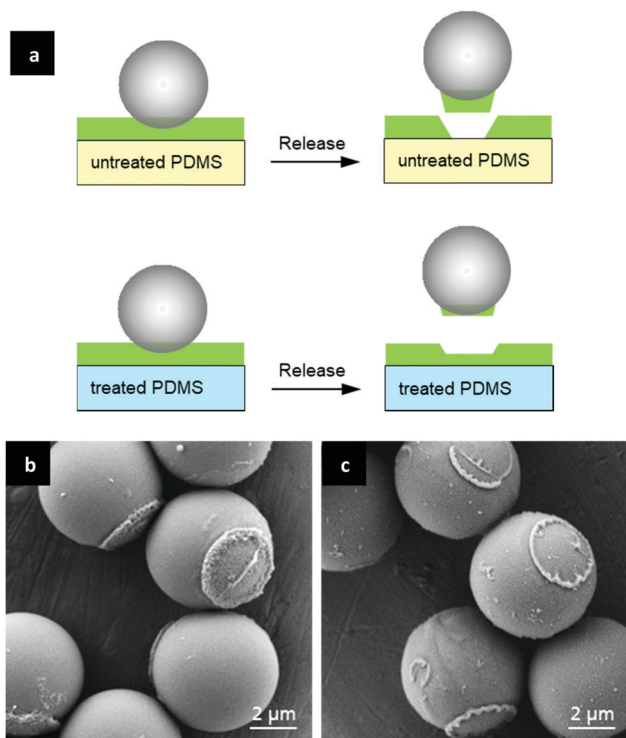 a
Release
untreated PDMS
untreated PDMS
Release
treated PDMS
treated PDMS
b
c
2 µm
2 µm